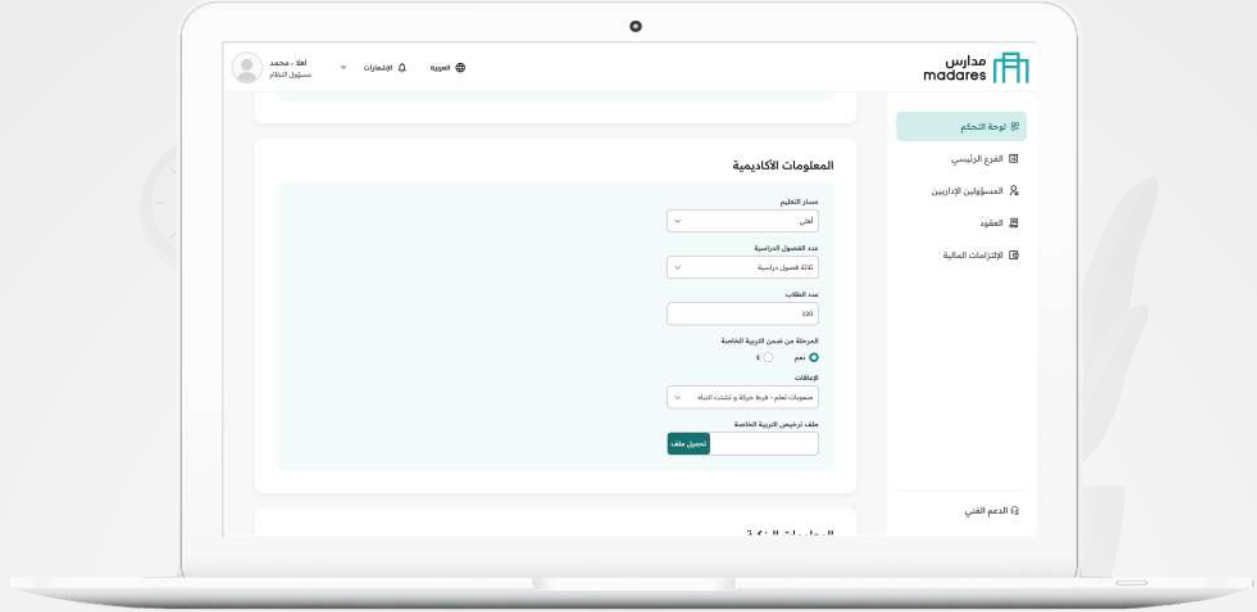 مدارس
madares
العربية
الإشعارات
اهلا ، محمد
مسؤول النظام
لوحة التحكم
الفرع الرئيسي
المسؤولين الإداريين
العقود
الإلتزامات المالية
الدعم الفني
المعلومات الأكاديمية
مسار التعليم
أهلي
عدد الفصول الدراسية
ثلاثة فصول دراسية
عدد الطلاب
120
المرحلة من ضمن التربية الخاصة
نعم
لا
الإعاقات
صعوبات تعلم - فرط حركة و تشتت انتباه
ملف ترخيص التربية الخاصة
تحميل ملف